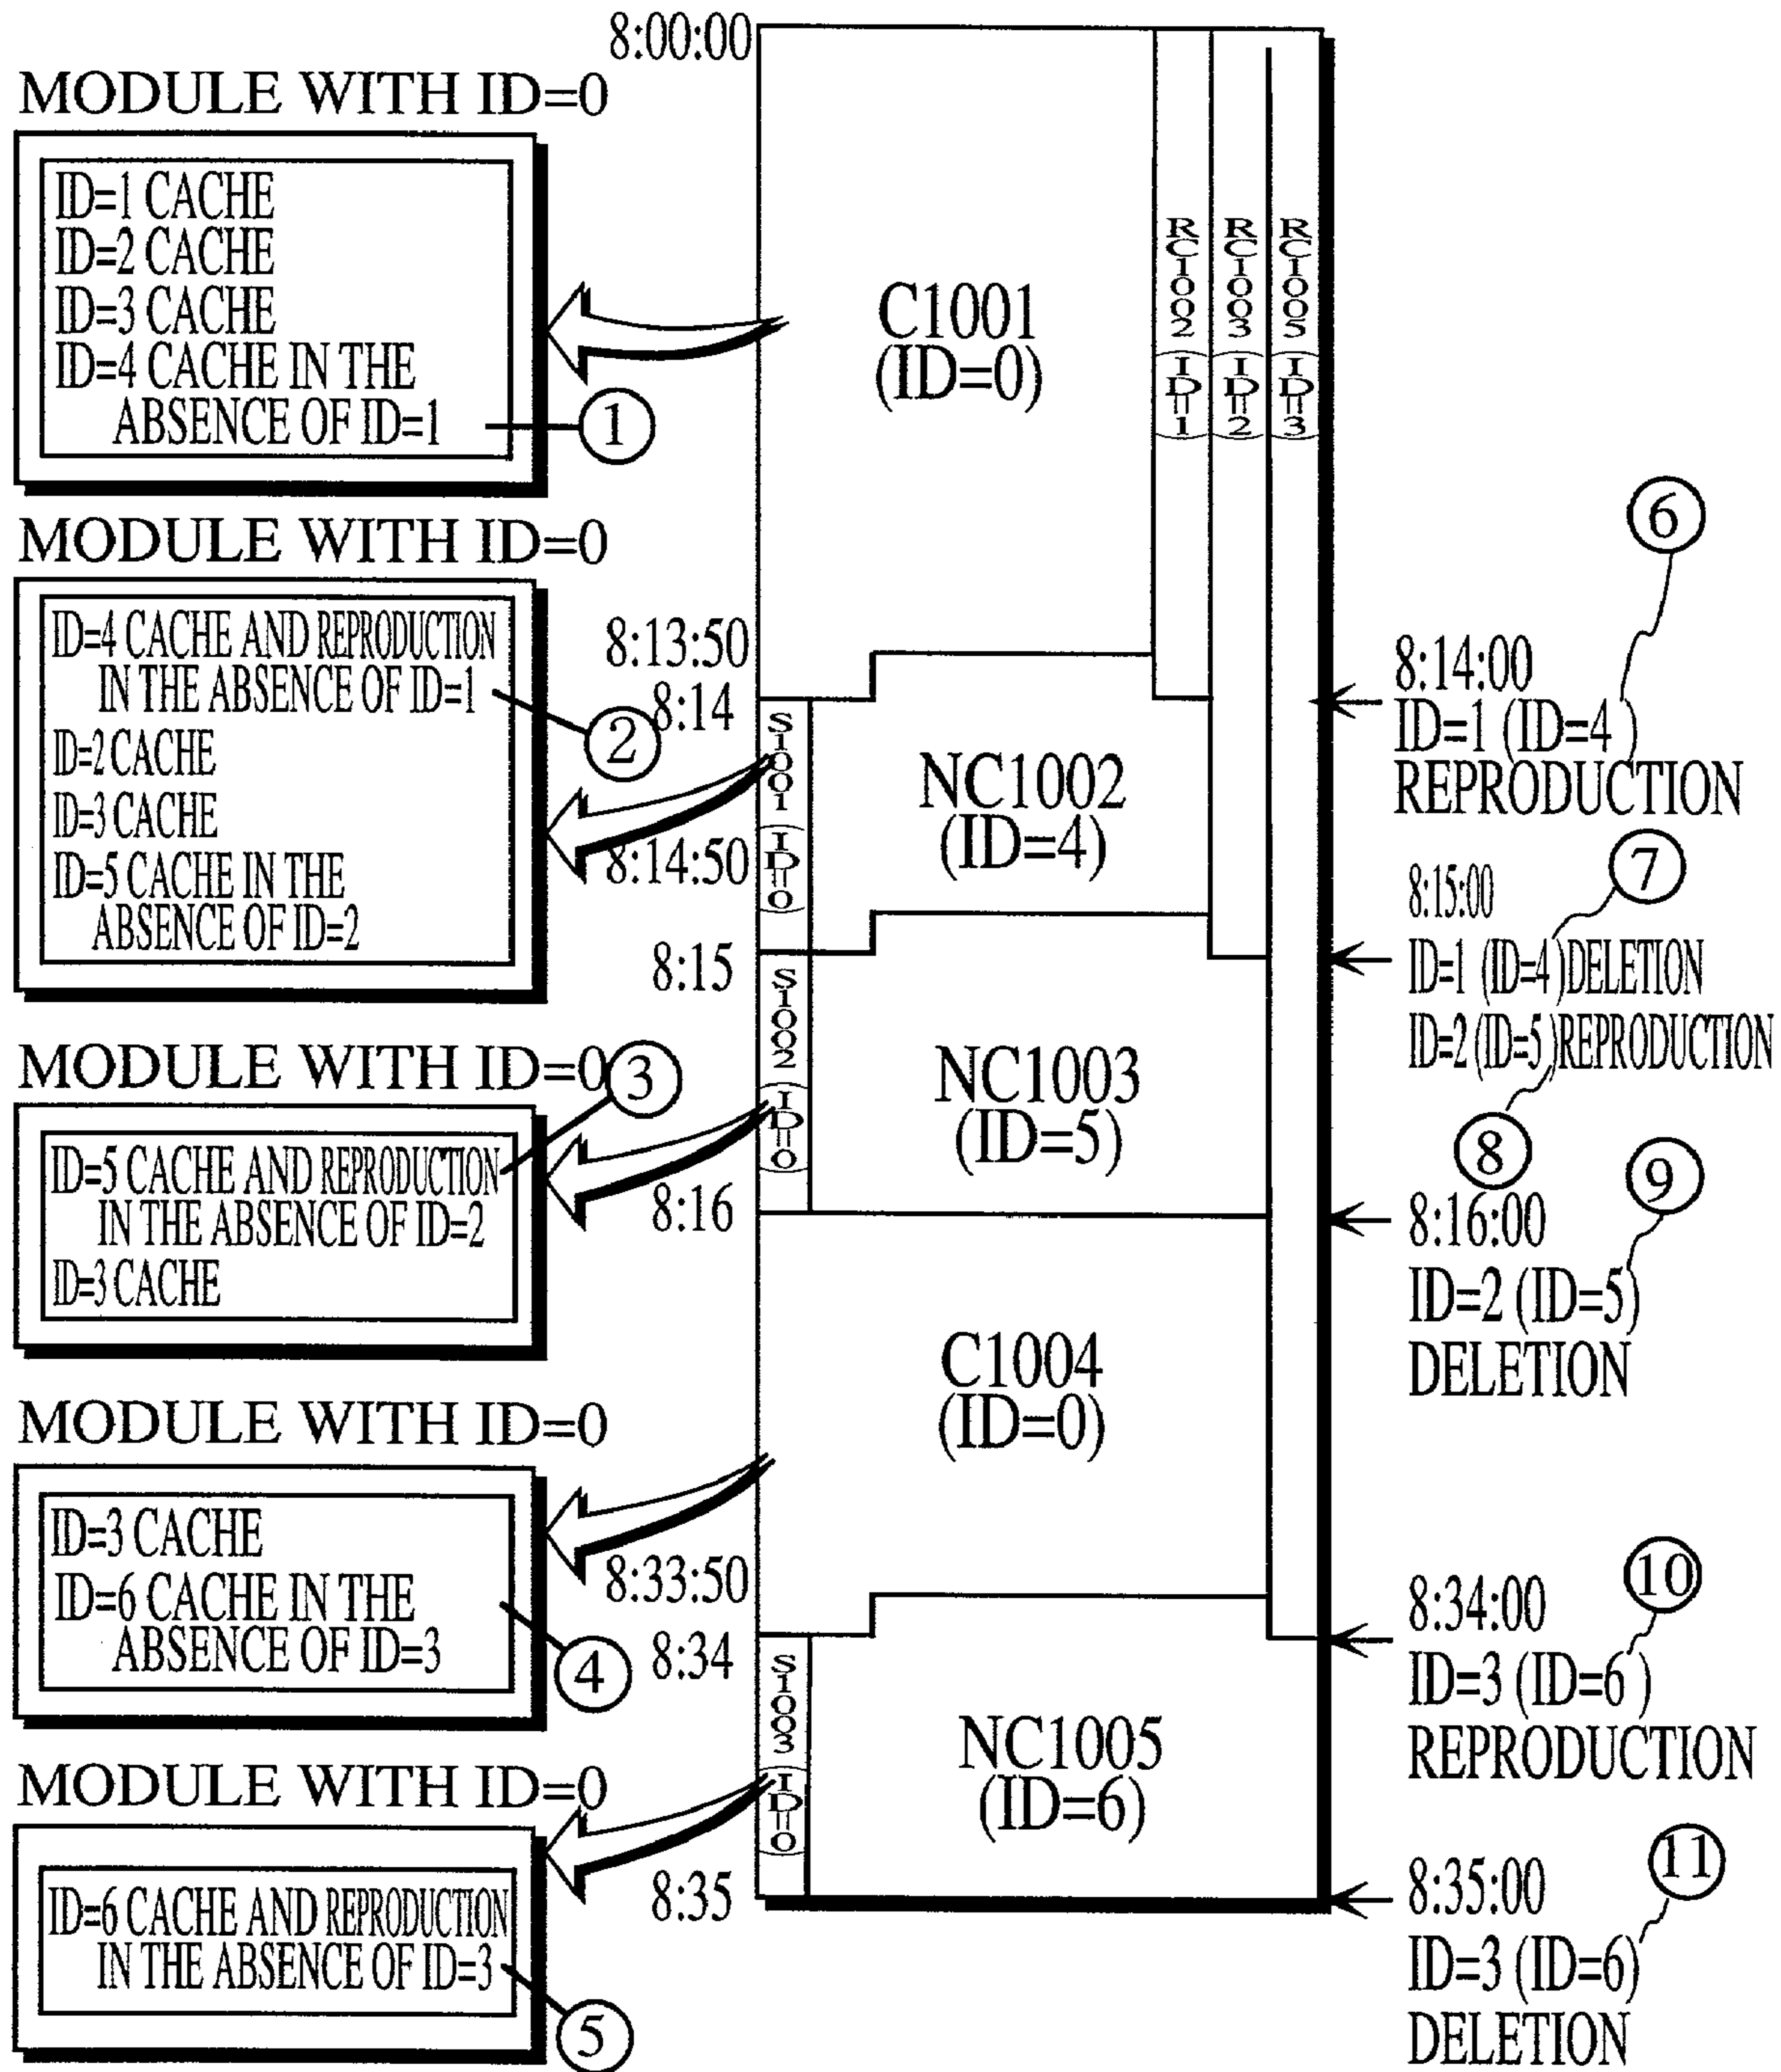 MODULE WITH ID=0
ID=1 CACHE
ID=2 CACHE
ID=3 CACHE
ID=4 CACHE IN THE
ABSENCE OF ID=1
1
MODULE WITH ID=0
ID=4 CACHE AND REPRODUCTION
IN THE ABSENCE OF ID=1
2
ID=2 CACHE
ID=3 CACHE
ID=5 CACHE IN THE
ABSENCE OF ID=2
MODULE WITH ID=0
3
ID=5 CACHE AND REPRODUCTION
IN THE ABSENCE OF ID=2
ID=3 CACHE
MODULE WITH ID=0
ID=3 CACHE
ID=6 CACHE IN THE
ABSENCE OF ID=3
4
MODULE WITH ID=0
ID=6 CACHE AND REPRODUCTION
IN THE ABSENCE OF ID=3
5
8:00:00
8:13:50
8:14
8:14:50
8:15
8:16
8:33:50
8:34
8:35
C1001
(ID=0)
RC1002 (ID=1)
RC1003 (ID=2)
RC1005 (ID=3)
S1001 (ID=0)
NC1002
(ID=4)
S1002 (ID=0)
NC1003
(ID=5)
C1004
(ID=0)
S1003 (ID=0)
NC1005
(ID=6)
6
8:14:00
ID=1 (ID=4)
REPRODUCTION
7
8:15:00
ID=1 (ID=4) DELETION
ID=2 (ID=5) REPRODUCTION
8
9
8:16:00
ID=2 (ID=5)
DELETION
10
8:34:00
ID=3 (ID=6)
REPRODUCTION
11
8:35:00
ID=3 (ID=6)
DELETION